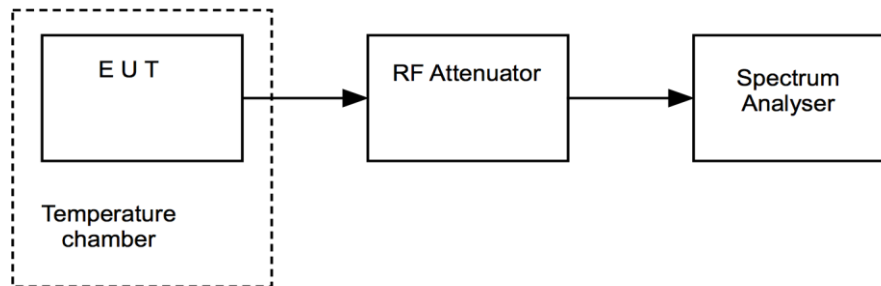 E U T
RF Attenuator
Spectrum
Analyser
Temperature
chamber